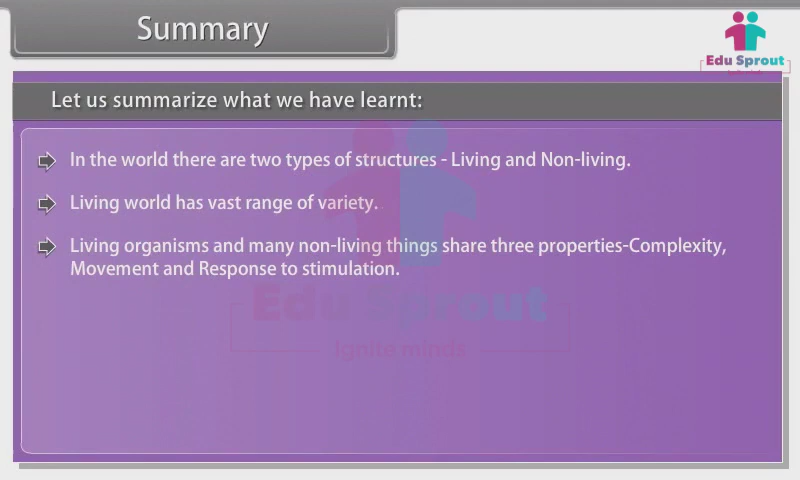 Summary
Edu Sprout
Let us summarize what we have learnt:
In the world there are two types of structures - Living and Non-living.
Living world has vast range of variety.
Living organisms and many non-living things share three properties-Complexity,
Movement and Response to stimulation.
Edu Sprout
Ignite minds